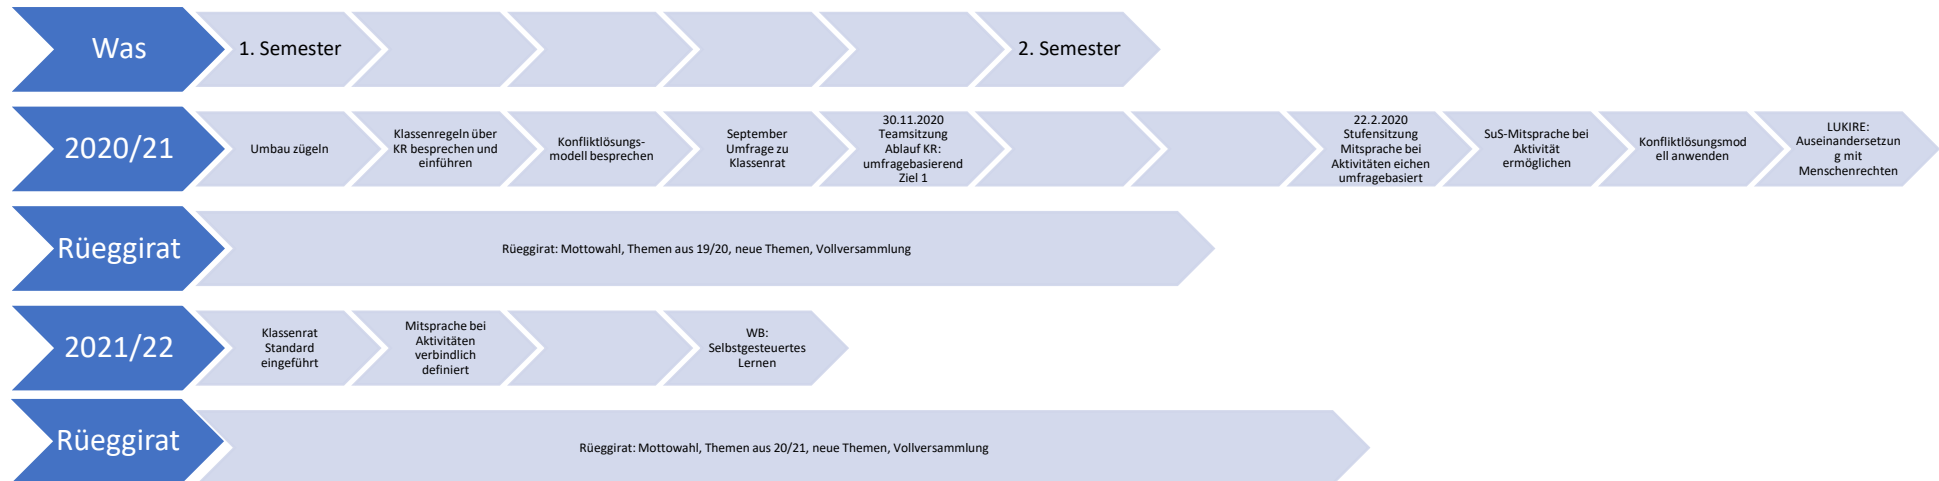 Was
1. Semester
2. Semester
2020/21
Umbau zügeln
Klassenregeln über
KR besprechen und
einführen
Konfliktlösungs-
modell besprechen
September
Umfrage zu
Klassenrat
30.11.2020
Teamsitzung
Ablauf KR:
umfragebasierend
Ziel 1
22.2.2020
Stufensitzung
Mitsprache bei
Aktivitäten eichen
umfragebasiert
SuS-Mitsprache bei
Aktivität
ermöglichen
Konfliktlösungsmod
ell anwenden
LUKIRE:
Auseinandersetzun
g mit
Menschenrechten
Rüeggirat
Rüeggirat: Mottowahl, Themen aus 19/20, neue Themen, Vollversammlung
2021/22
Klassenrat
Standard
eingeführt
Mitsprache bei
Aktivitäten
verbindlich
definiert
WB:
Selbstgesteuertes
Lernen
Rüeggirat
Rüeggirat: Mottowahl, Themen aus 20/21, neue Themen, Vollversammlung